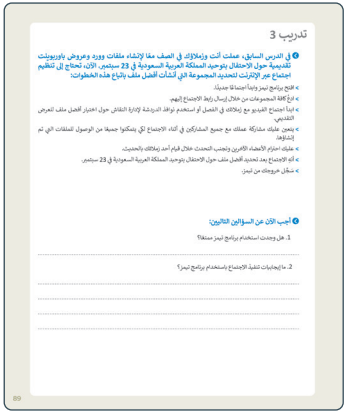 تدريب 3
في الدرس السابق، عملت أنت وزملاؤك في الصف معًا لإنشاء ملفات وورد وعروض باوربوينت
تقديمية حول الاحتفال بتوحيد المملكة العربية السعودية في 23 سبتمبر. الآن، تحتاج إلى تنظيم
اجتماع عبر الإنترنت لتحديد المجموعة التي أنشأت أفضل ملف باتباع هذه الخطوات:
> افتح برنامج تيمز وابدأ اجتماعًا جديدًا.
> ادعُ كافة المجموعات من خلال إرسال رابط الاجتماع إليهم.
> ابدأ اجتماع الفيديو مع زملائك في الفصل أو استخدم نوافذ الدردشة لإدارة النقاش حول اختيار أفضل ملف للعرض
التقديمي.
> يتعين عليك مشاركة عملك مع جميع المشاركين في أثناء الاجتماع لكي يتمكنوا جميعًا من الوصول للملفات التي تم
إنشاؤها.
> عليك احترام الأعضاء الآخرين وتجنب التحدث خلال قيام أحد زملائك بالحديث.
> أنهِ الاجتماع بعد تحديد أفضل ملف حول الاحتفال بتوحيد المملكة العربية السعودية في 23 سبتمبر.
> سجّل خروجك من تيمز.
أجب الآن عن السؤالين التاليين:
1. هل وجدت استخدام برنامج تيمز ممتعًا؟
2. ما إيجابيات تنفيذ الاجتماع باستخدام برنامج تيمز؟
89